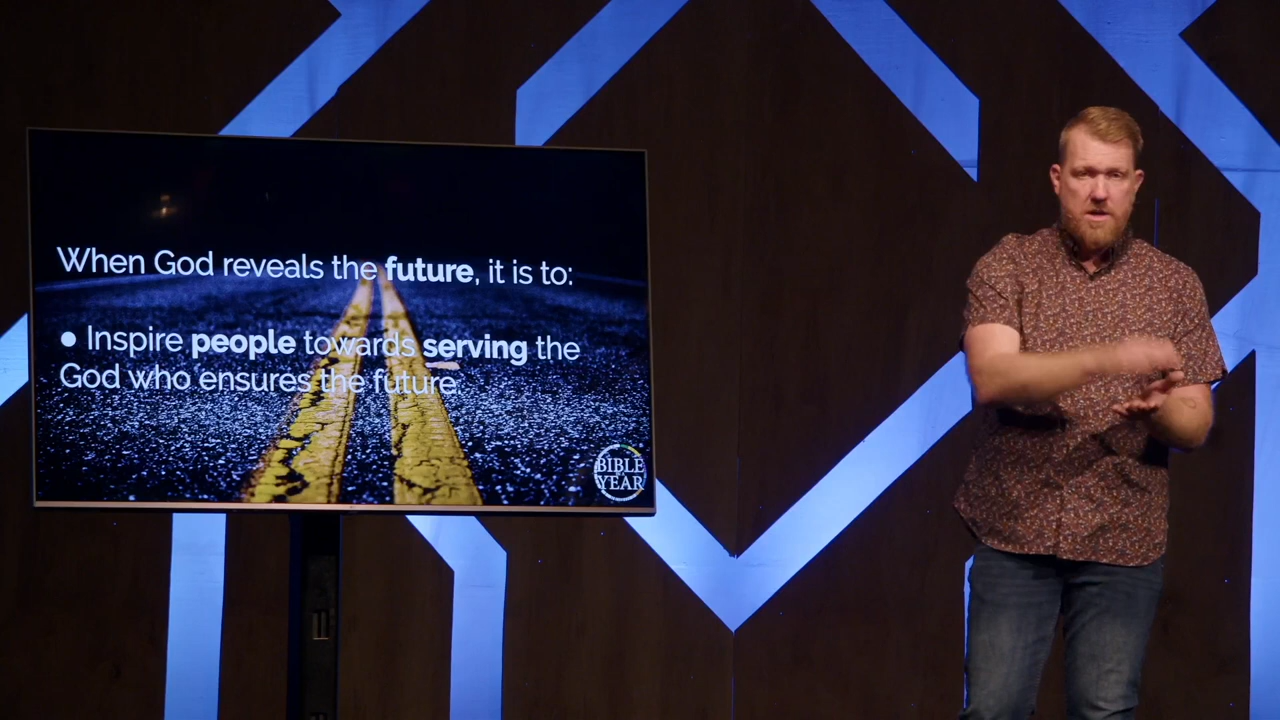 When God reveals the future, it is to:
● Inspire people towards serving the
God who ensures the future.
BIBLE
YEAR